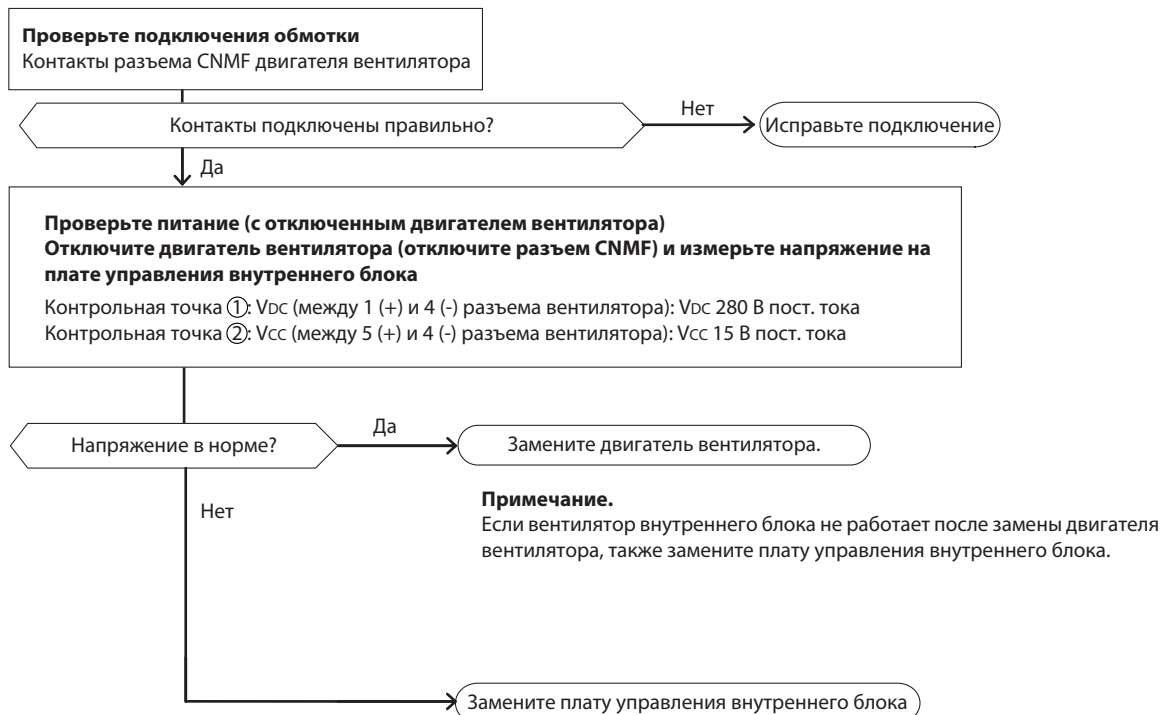 Проверьте подключения обмотки
Контакты разъема CNMF двигателя вентилятора
Контакты подключены правильно?
Нет
Исправьте подключение
Да
Проверьте питание (с отключенным двигателем вентилятора)
Отключите двигатель вентилятора (отключите разъем CNMF) и измерьте напряжение на
плате управления внутреннего блока
Контрольная точка ①: VDC (между 1 (+) и 4 (-) разъема вентилятора): VDC 280 В пост. тока
Контрольная точка ②: VCC (между 5 (+) и 4 (-) разъема вентилятора): VCC 15 В пост. тока
Напряжение в норме?
Да
Замените двигатель вентилятора.
Нет
Примечание.
Если вентилятор внутреннего блока не работает после замены двигателя
вентилятора, также замените плату управления внутреннего блока.
Замените плату управления внутреннего блока